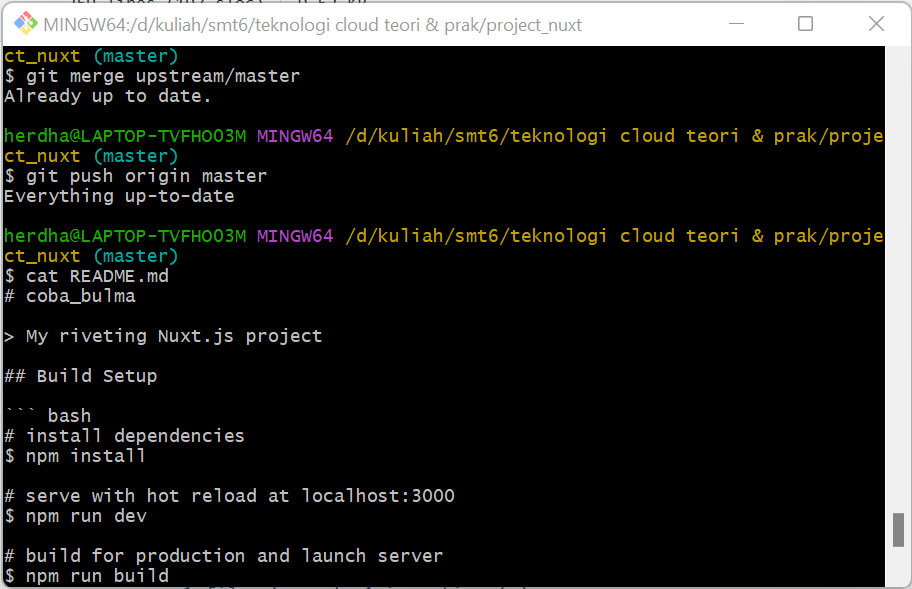 MINGW64:/d/kuliah/smt6/teknologi cloud teori & prak/project_nuxt
ct_nuxt (master)
$ git merge upstream/master
Already up to date.
herdha@LAPTOP-TVFHO03M MINGW64 /d/kuliah/smt6/teknologi cloud teori & prak/proje
ct_nuxt (master)
$ git push origin master
Everything up-to-date
herdha@LAPTOP-TVFHO03M MINGW64 /d/kuliah/smt6/teknologi cloud teori & prak/proje
ct_nuxt (master)
$ cat README.md
# coba_bulma
> My riveting Nuxt.js project
## Build Setup
``` bash
# install dependencies
$ npm install
# serve with hot reload at localhost:3000
$ npm run dev
# build for production and launch server
$ npm run build